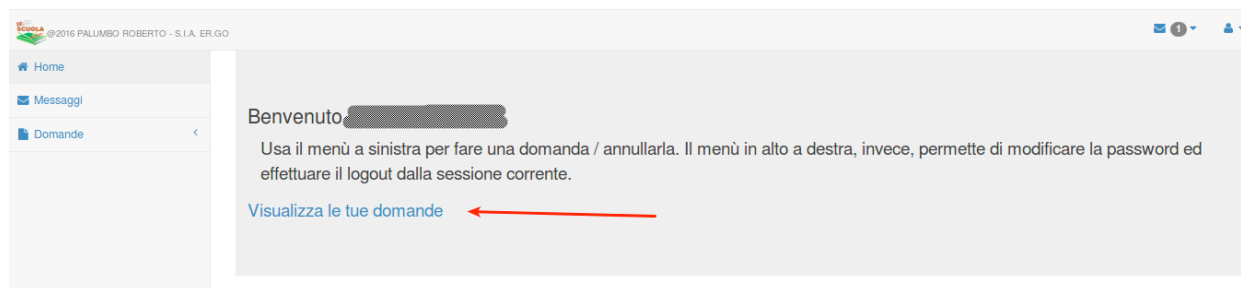 SCUOLA @2016 PALUMBO ROBERTO - S.I.A. ER.GO
1
Home
Messaggi
Domande
Benvenuto
Usa il menù a sinistra per fare una domanda / annullarla. Il menù in alto a destra, invece, permette di modificare la password ed
effettuare il logout dalla sessione corrente.
Visualizza le tue domande